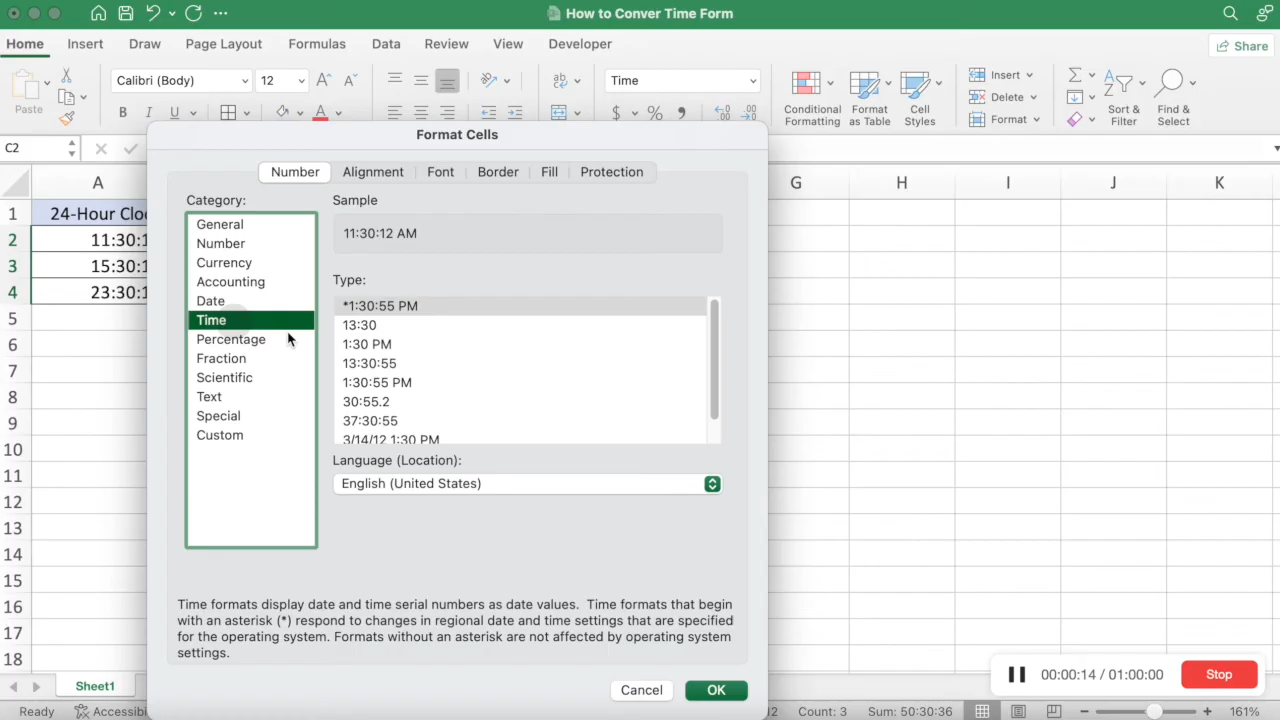 How to Conver Time Form
Home Insert Draw Page Layout Formulas Data Review View Developer Share
Paste
Calibri (Body) 12
Time
Conditional Formatting
Format as Table
Cell Styles
Insert
Delete
Format
Sort & Filter
Find & Select
C2
Format Cells
Number Alignment Font Border Fill Protection
A G H I J K
1 24-Hour Clo
2 11:30:1
3 15:30:1
4 23:30:1
5
6
7
8
9
10
11
12
13
14
15
16
17
18
Category:
General
Number
Currency
Accounting
Date
Time
Percentage
Fraction
Scientific
Text
Special
Custom
Sample
11:30:12 AM
Type:
*1:30:55 PM
13:30
1:30 PM
13:30:55
1:30:55 PM
30:55.2
37:30:55
3/14/12 1:30 PM
Language (Location):
English (United States)
Time formats display date and time serial numbers as date values. Time formats that begin
with an asterisk (*) respond to changes in regional date and time settings that are specified
for the operating system. Formats without an asterisk are not affected by operating system
settings.
Cancel OK
00:00:14 / 01:00:00 Stop
Sheet1
Ready Accessibi 12 Count: 3 Sum: 50:30:36 161%